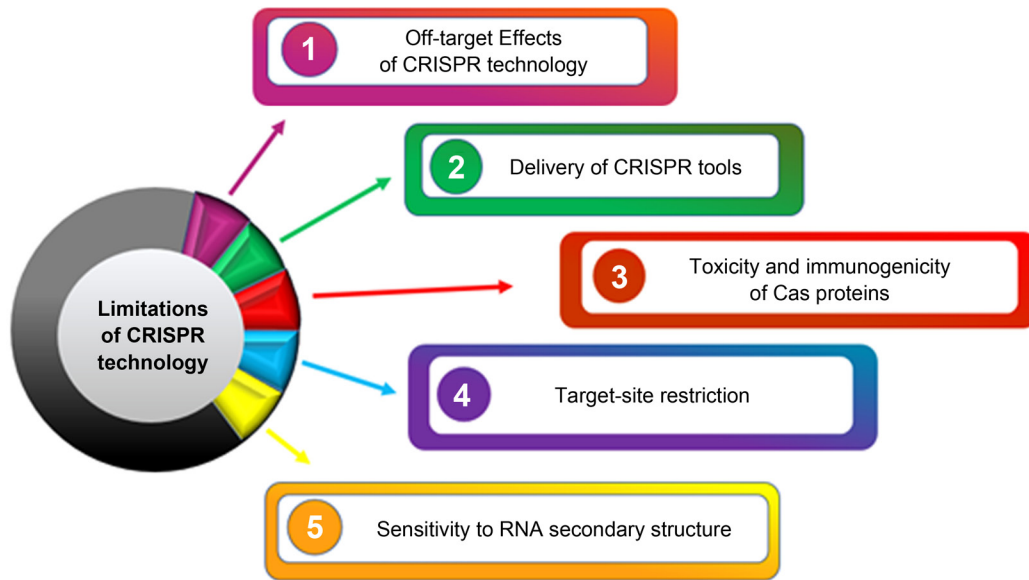 Limitations
of CRISPR
technology
1
Off-target Effects
of CRISPR technology
2
Delivery of CRISPR tools
3
Toxicity and immunogenicity
of Cas proteins
4
Target-site restriction
5
Sensitivity to RNA secondary structure